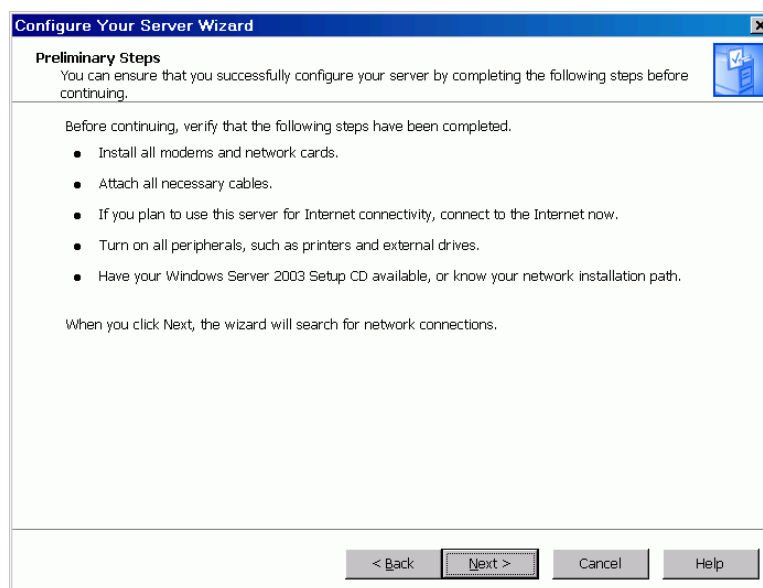 Configure Your Server Wizard
Preliminary Steps
You can ensure that you successfully configure your server by completing the following steps before
continuing.
Before continuing, verify that the following steps have been completed.
Install all modems and network cards.
Attach all necessary cables.
If you plan to use this server for Internet connectivity, connect to the Internet now.
Turn on all peripherals, such as printers and external drives.
Have your Windows Server 2003 Setup CD available, or know your network installation path.
When you click Next, the wizard will search for network connections.
< Back Next > Cancel Help